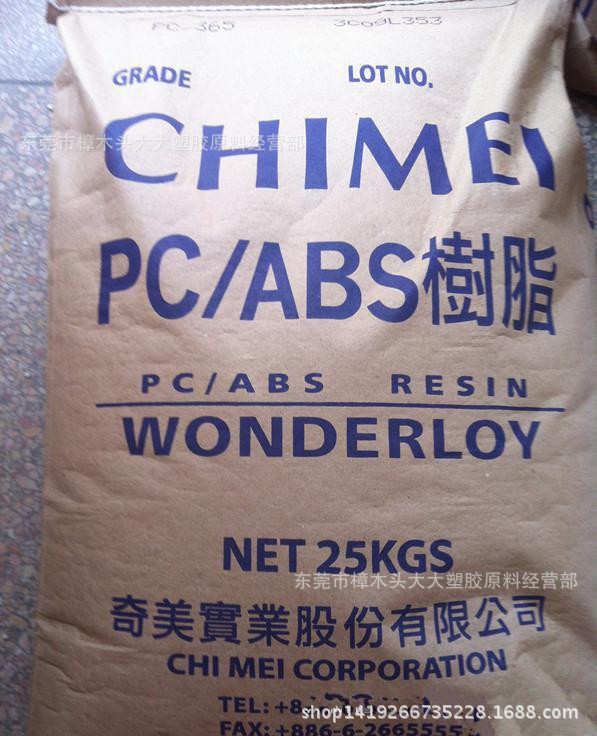 PC-365 3C09L353
GRADE LOT NO.
CHIMEI
东莞市樟木头大大塑胶原料经营部
PC/ABS樹脂
PC/ABS RESIN
WONDERLOY
NET 25KGS
东莞市樟木头大大塑胶原料经营部
奇美實業股份有限公司
CHI MEI CORPORATION
TEL:
shop1419266735228.1688.com
FAX: +886-6-2665555